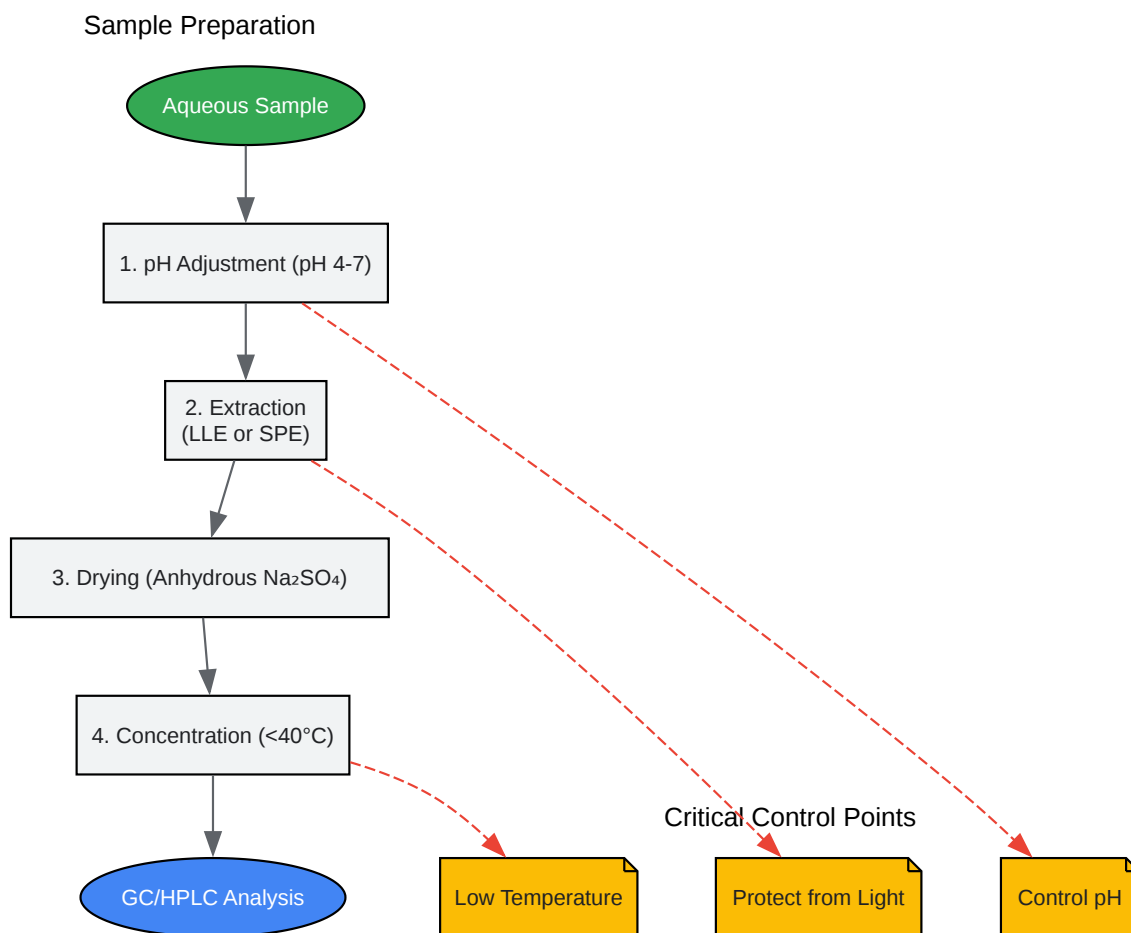 Sample Preparation
Aqueous Sample
1. pH Adjustment (pH 4-7)
2. Extraction
(LLE or SPE)
3. Drying (Anhydrous Na₂SO₄)
4. Concentration (<40°C)
Critical Control Points
GC/HPLC Analysis
Low Temperature
Protect from Light
Control pH